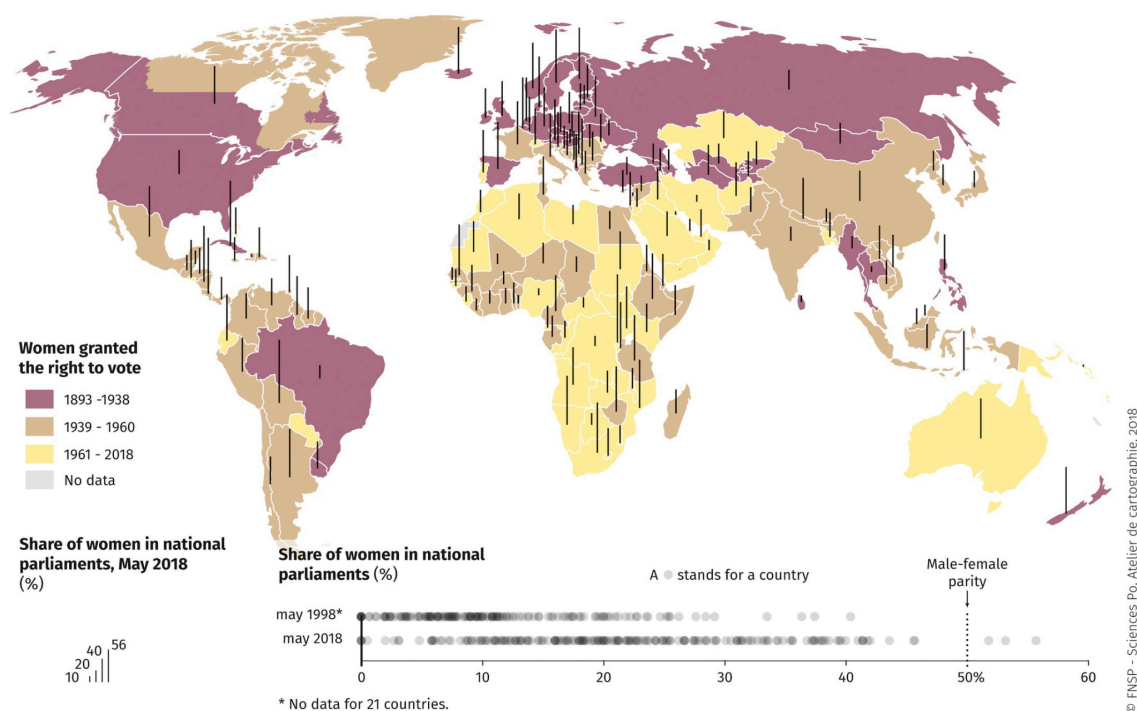 Women granted
the right to vote
1893 -1938
1939 - 1960
1961 - 2018
No data
Share of women in national
parliaments, May 2018
(%)
56
40
20
10
Share of women in national
parliaments (%)
A stands for a country
Male-female
parity
may 1998*
may 2018
0 10 20 30 40 50% 60
* No data for 21 countries.
© FNSP - Sciences Po, Atelier de cartographie, 2018